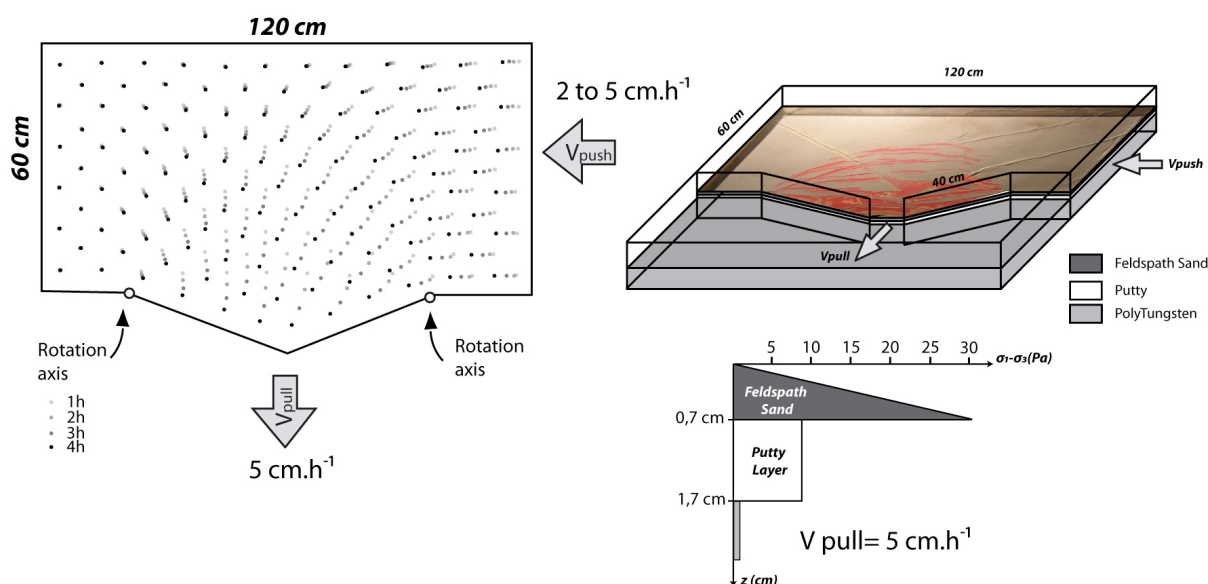 120 cm
60 cm
2 to 5 cm.h⁻¹
Vpush
Rotation
axis
Rotation
axis
1h
2h
3h
4h
Vpull
5 cm.h⁻¹
120 cm
60 cm
40 cm
Vpush
Vpull
Feldspath Sand
Putty
PolyTungsten
5 10 15 20 25 30 σ₁-σ₃(Pa)
Feldspath
Sand
0,7 cm
Putty
Layer
1,7 cm
V pull= 5 cm.h⁻¹
z (cm)